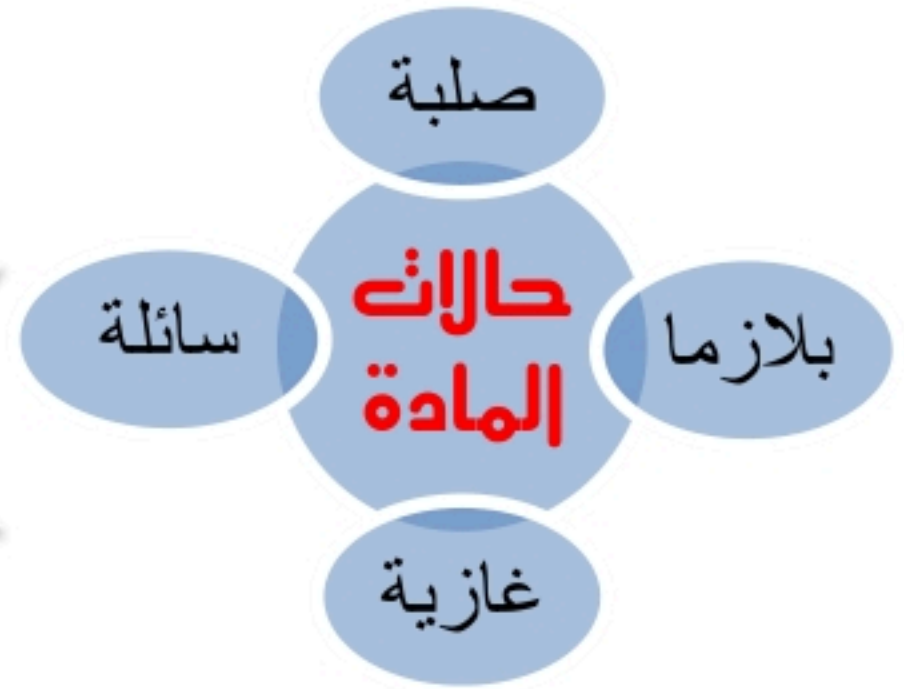 صلبة
حالات
المادة
بلازما
سائلة
غازية